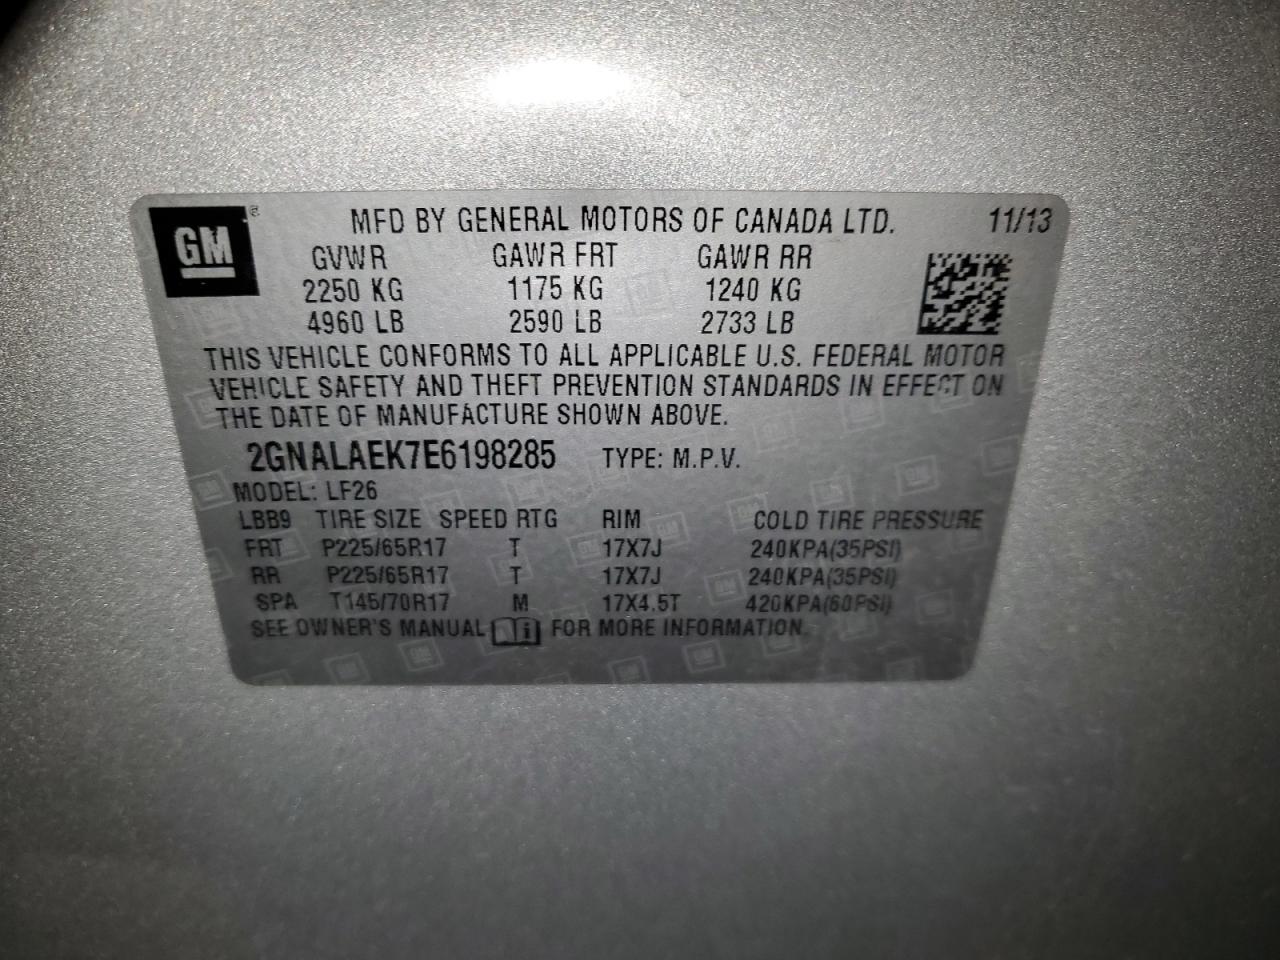 GM
MFD BY GENERAL MOTORS OF CANADA LTD. 11/13
GVWR GAWR FRT GAWR RR
2250 KG 1175 KG 1240 KG
4960 LB 2590 LB 2733 LB
THIS VEHICLE CONFORMS TO ALL APPLICABLE U.S. FEDERAL MOTOR
VEHICLE SAFETY AND THEFT PREVENTION STANDARDS IN EFFECT ON
THE DATE OF MANUFACTURE SHOWN ABOVE.
2GNALAEK7E6198285 TYPE: M.P.V.
MODEL: LF26
LBB9 TIRE SIZE SPEED RTG RIM COLD TIRE PRESSURE
FRT P225/65R17 T 17X7J 240KPA(35PSI)
RR P225/65R17 T 17X7J 240KPA(35PSI)
SPA T145/70R17 M 17X4.5T 420KPA(60PSI)
SEE OWNER'S MANUAL FOR MORE INFORMATION.